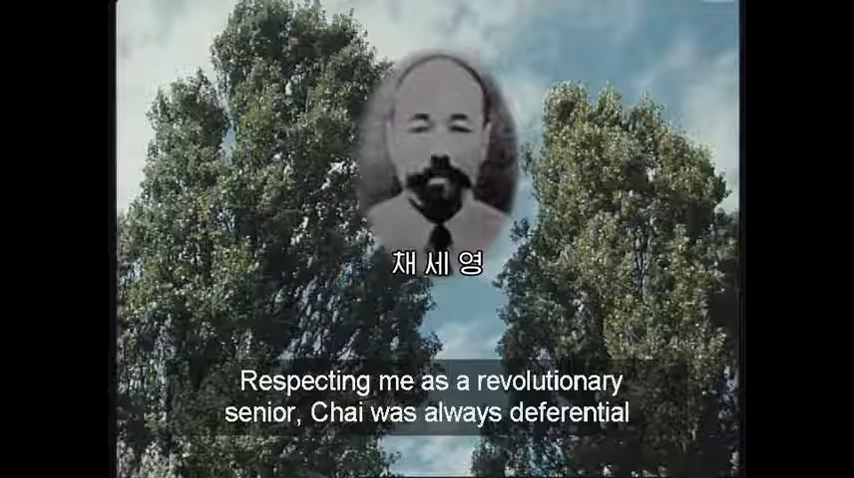 채세영
Respecting me as a revolutionary
senior, Chai was always deferential